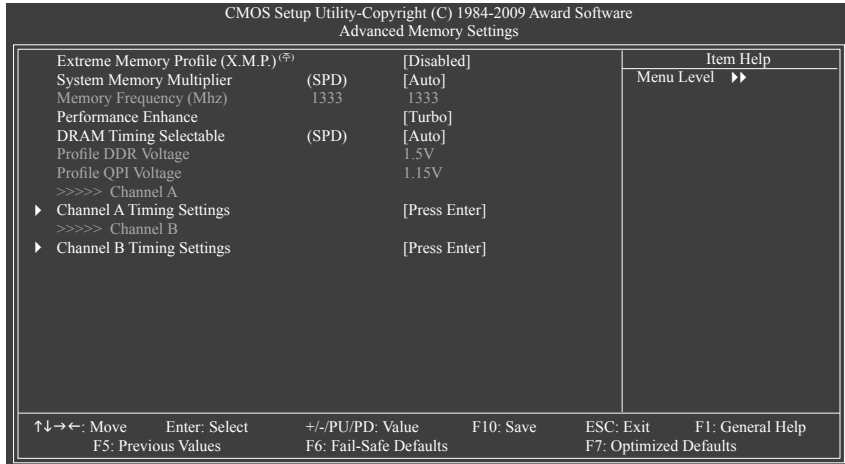 CMOS Setup Utility-Copyright (C) 1984-2009 Award Software
Advanced Memory Settings
Extreme Memory Profile (X.M.P.)(주) [Disabled]
System Memory Multiplier (SPD) [Auto]
Memory Frequency (Mhz) 1333 1333
Performance Enhance [Turbo]
DRAM Timing Selectable (SPD) [Auto]
Profile DDR Voltage 1.5V
Profile QPI Voltage 1.15V
>>>>> Channel A
Channel A Timing Settings [Press Enter]
>>>>> Channel B
Channel B Timing Settings [Press Enter]
Item Help
Menu Level
↑↓→←: Move Enter: Select +/-/PU/PD: Value F10: Save ESC: Exit F1: General Help
F5: Previous Values F6: Fail-Safe Defaults F7: Optimized Defaults